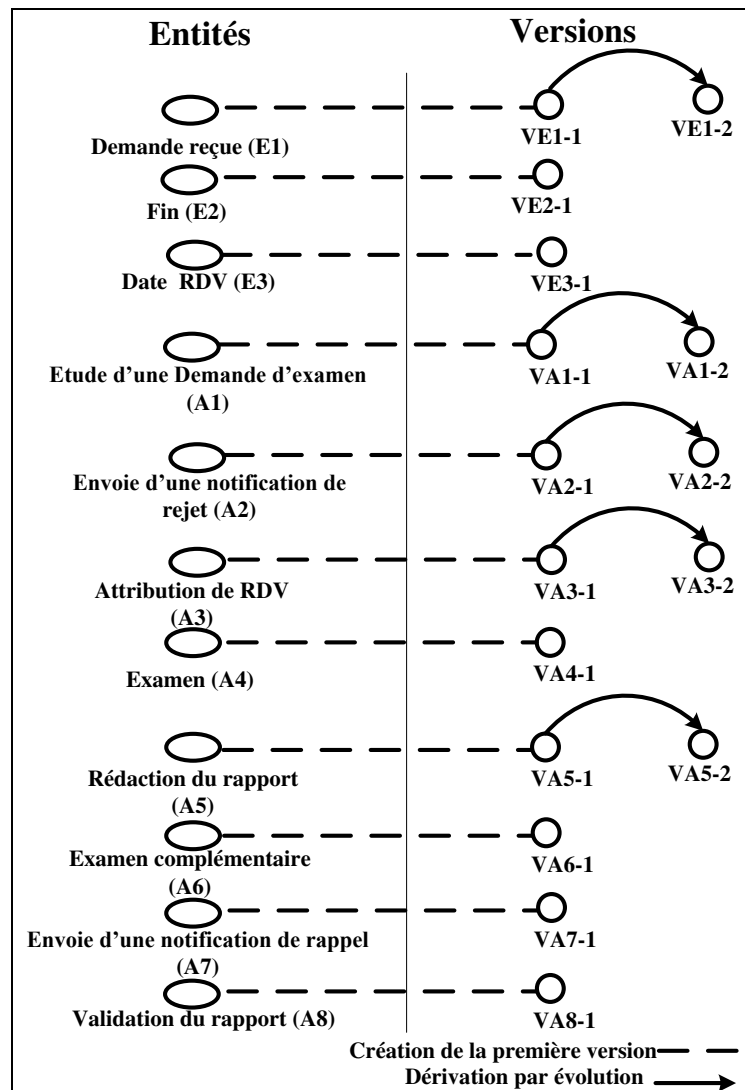 Entités
Versions
Demande reçue (E1)
VE1-1
VE1-2
Fin (E2)
VE2-1
Date RDV (E3)
VE3-1
Etude d'une Demande d'examen
(A1)
VA1-1
VA1-2
Envoie d'une notification de
rejet (A2)
VA2-1
VA2-2
Attribution de RDV
(A3)
VA3-1
VA3-2
Examen (A4)
VA4-1
Rédaction du rapport
(A5)
VA5-1
VA5-2
Examen complémentaire
(A6)
VA6-1
Envoie d'une notification de rappel
(A7)
VA7-1
Validation du rapport (A8)
VA8-1
Création de la première version
Dérivation par évolution